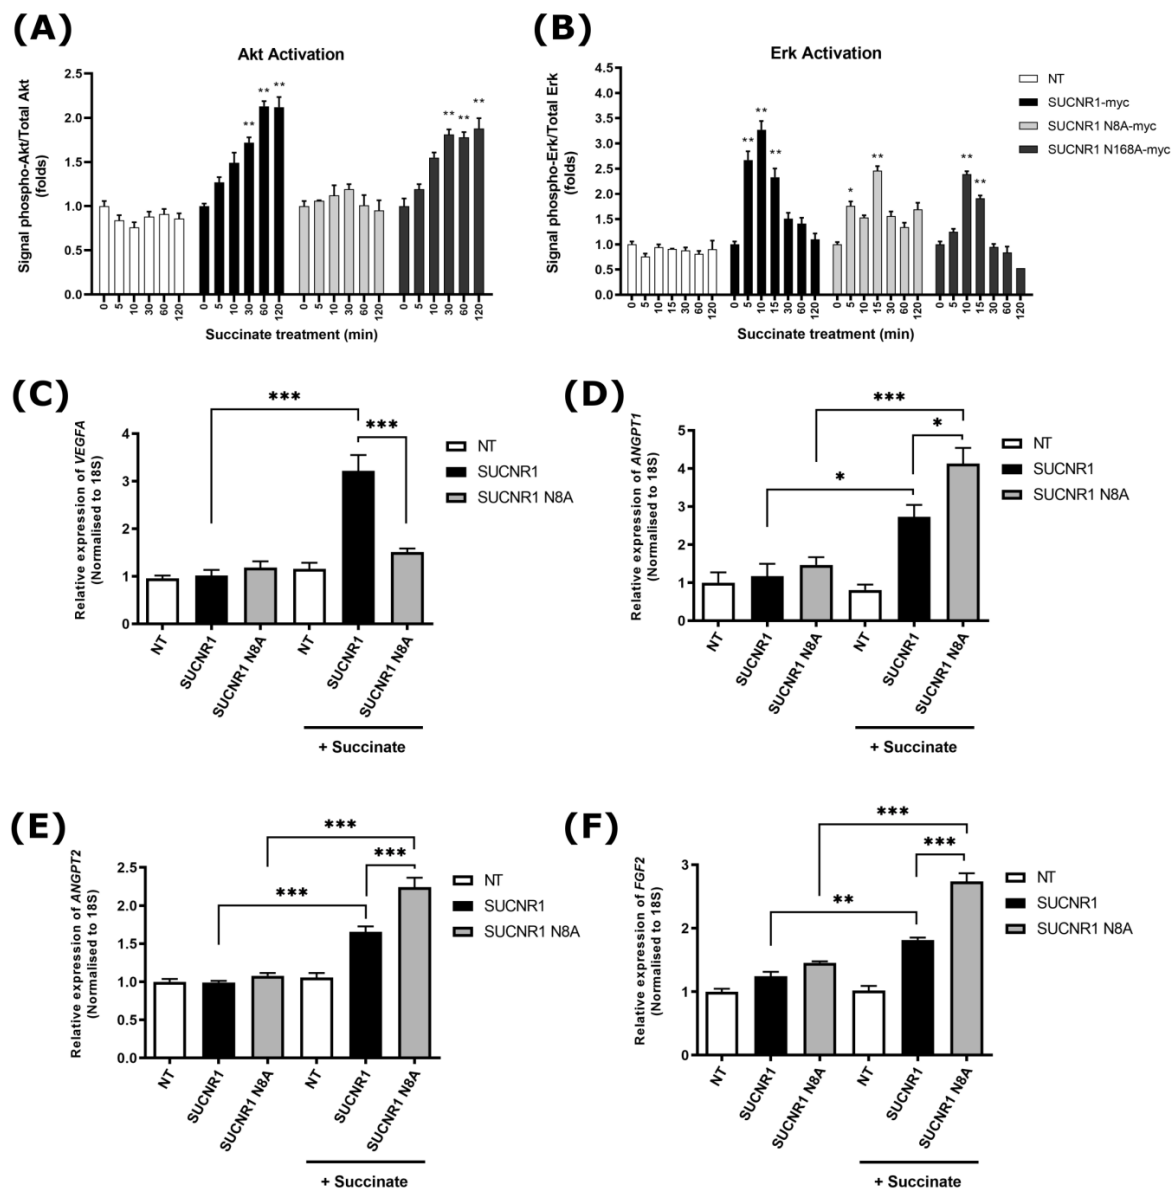 (A)
Akt Activation
Signal phospho-Akt/Total Akt
(folds)
2.5
2.0
1.5
1.0
0.5
0.0
** ** **
** ** **
0 5 10 30 60 120 0 5 10 30 60 120 0 5 10 30 60 120 0 5 10 30 60 120
Succinate treatment (min)
(B)
Erk Activation
Signal phospho-Erk/Total Erk
(folds)
4.5
4.0
3.5
3.0
2.5
2.0
1.5
1.0
0.5
0.0
** ** **
* **
** **
0 5 10 15 30 60 120 0 5 10 15 30 60 120 0 5 10 15 30 60 120 0 5 10 15 30 60 120
Succinate treatment (min)
NT
SUCNR1-myc
SUCNR1 N8A-myc
SUCNR1 N168A-myc
(C)
Relative expression of VEGFA
(Normalised to 18S)
4
3
2
1
0
***
***
NT
SUCNR1
SUCNR1 N8A
NT
SUCNR1
SUCNR1 N8A
+ Succinate
NT
SUCNR1
SUCNR1 N8A
(D)
Relative expression of ANGPT1
(Normalised to 18S)
5
4
3
2
1
0
***
*
*
NT
SUCNR1
SUCNR1 N8A
NT
SUCNR1
SUCNR1 N8A
+ Succinate
NT
SUCNR1
SUCNR1 N8A
(E)
Relative expression of ANGPT2
(Normalised to 18S)
2.5
2.0
1.5
1.0
0.5
0.0
***
***
***
NT
SUCNR1
SUCNR1 N8A
NT
SUCNR1
SUCNR1 N8A
+ Succinate
NT
SUCNR1
SUCNR1 N8A
(F)
Relative expression of FGF2
(Normalised to 18S)
3
2
1
0
***
***
**
NT
SUCNR1
SUCNR1 N8A
NT
SUCNR1
SUCNR1 N8A
+ Succinate
NT
SUCNR1
SUCNR1 N8A